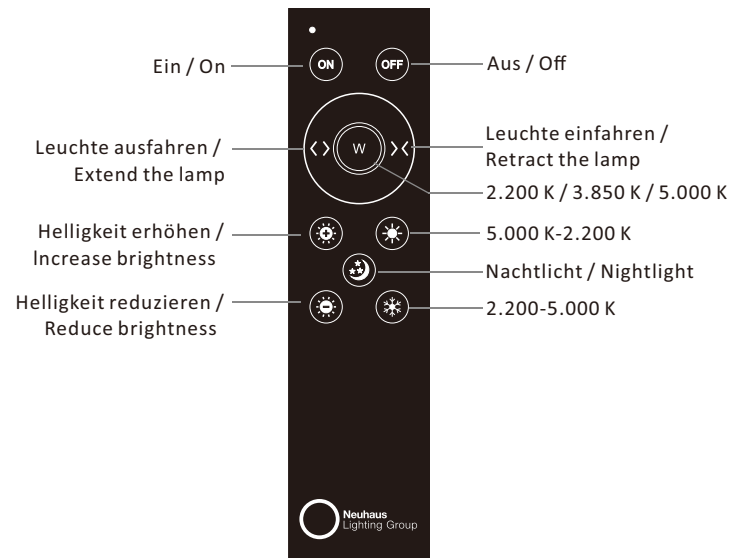 ON
OFF
Ein / On
Aus / Off
Leuchte ausfahren /
Extend the lamp
W
Leuchte einfahren /
Retract the lamp
2.200 K / 3.850 K / 5.000 K
Helligkeit erhöhen /
Increase brightness
5.000 K-2.200 K
Nachtlicht / Nightlight
Helligkeit reduzieren /
Reduce brightness
2.200-5.000 K
Neuhaus
Lighting Group